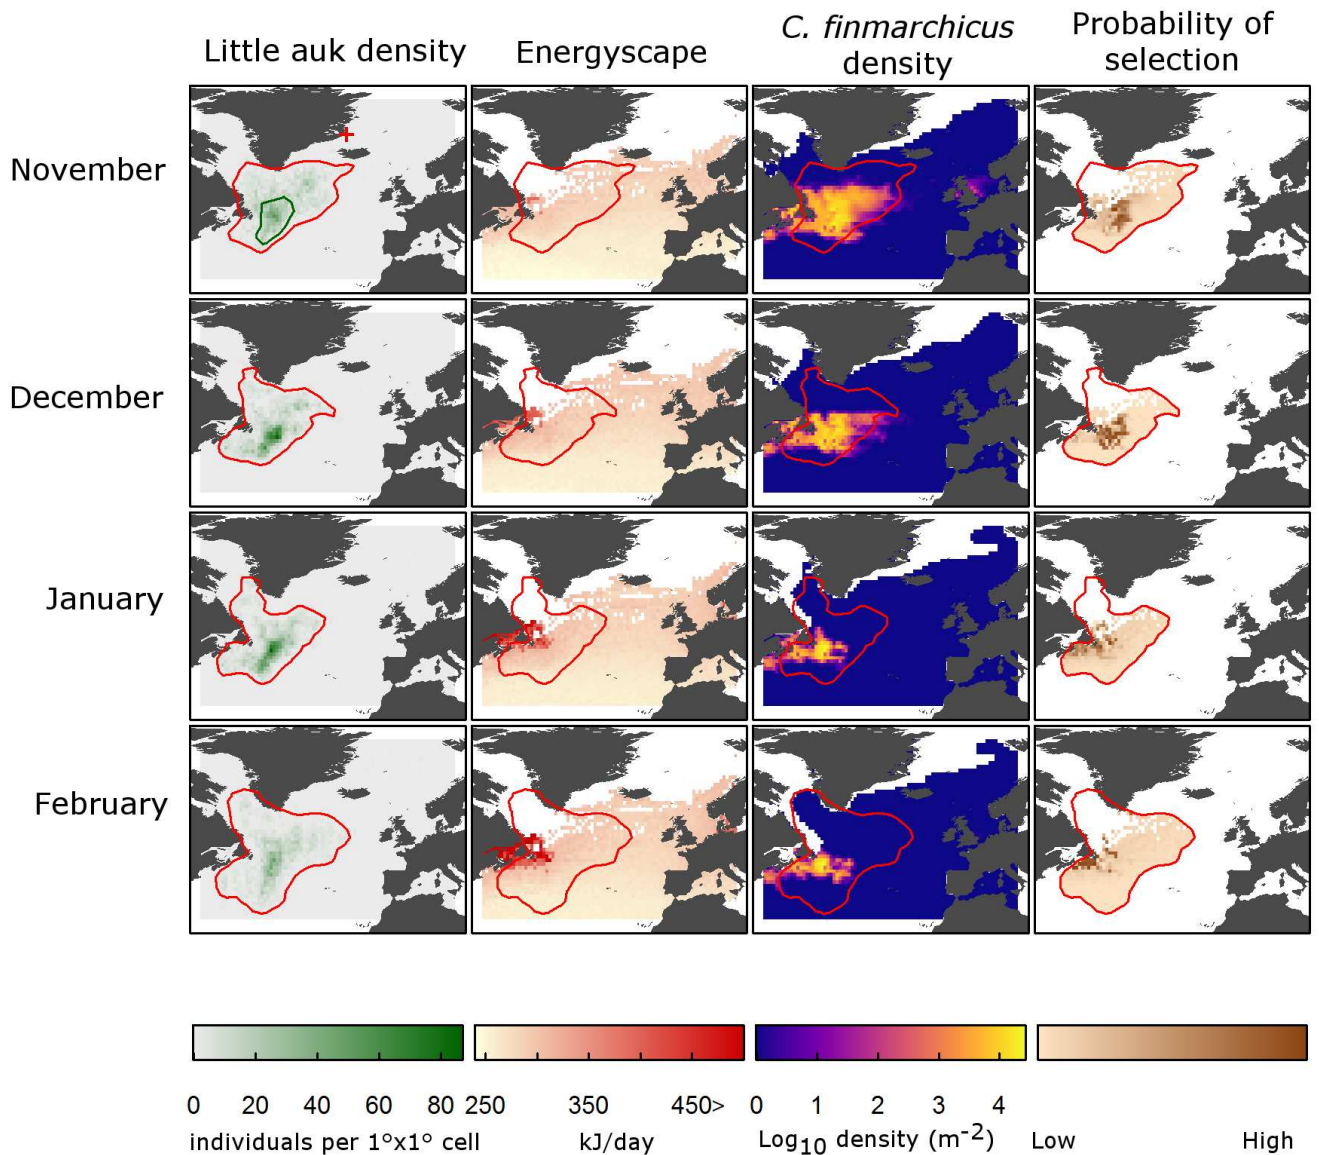 Little auk density
Energyscape
C. finmarchicus
density
Probability of
selection
November
December
January
February
0 20 40 60 80
individuals per 1°x1° cell
250 350 450>
kJ/day
0 1 2 3 4
Log10 density (m-2)
Low High